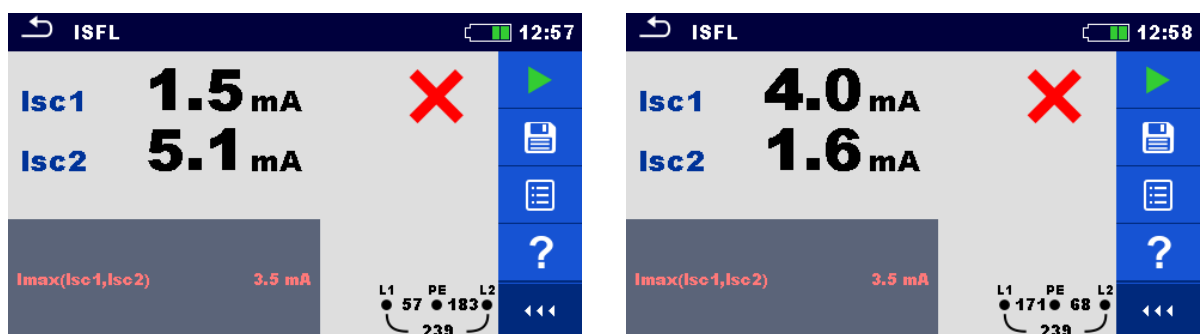 ISFL 12:57
Isc1 1.5 mA
Isc2 5.1 mA
Imax(Isc1,Isc2) 3.5 mA
?
L1 PE L2
57 183
239
ISFL 12:58
Isc1 4.0 mA
Isc2 1.6 mA
Imax(Isc1,Isc2) 3.5 mA
?
L1 PE L2
171 68
239